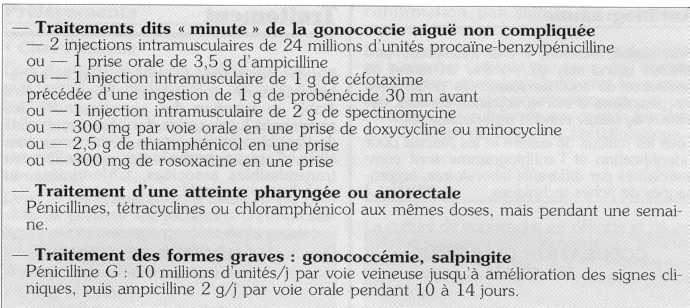 — Traitements dits « minute » de la gonococcie aiguë non compliquée
— 2 injections intramusculaires de 24 millions d'unités procaïne-benzylpénicilline
ou — 1 prise orale de 3,5 g d'ampicilline
ou — 1 injection intramusculaire de 1 g de céfotaxime
précédée d'une ingestion de 1 g de probénécide 30 mn avant
ou — 1 injection intramusculaire de 2 g de spectinomycine
ou — 300 mg par voie orale en une prise de doxycycline ou minocycline
ou — 2,5 g de thiamphénicol en une prise
ou — 300 mg de rosoxacine en une prise
— Traitement d'une atteinte pharyngée ou anorectale
Pénicillines, tétracyclines ou chloramphénicol aux mêmes doses, mais pendant une semai-
ne.
— Traitement des formes graves : gonococcémie, salpingite
Pénicilline G : 10 millions d'unités/j par voie veineuse jusqu'à amélioration des signes cli-
niques, puis ampicilline 2 g/j par voie orale pendant 10 à 14 jours.